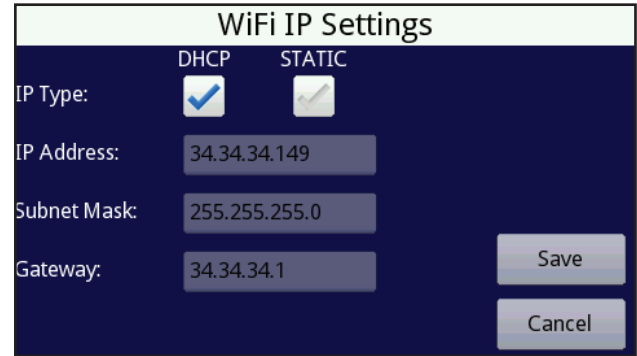 WiFi IP Settings
DHCP STATIC
IP Type:
IP Address: 34.34.34.149
Subnet Mask: 255.255.255.0
Gateway: 34.34.34.1
Save
Cancel